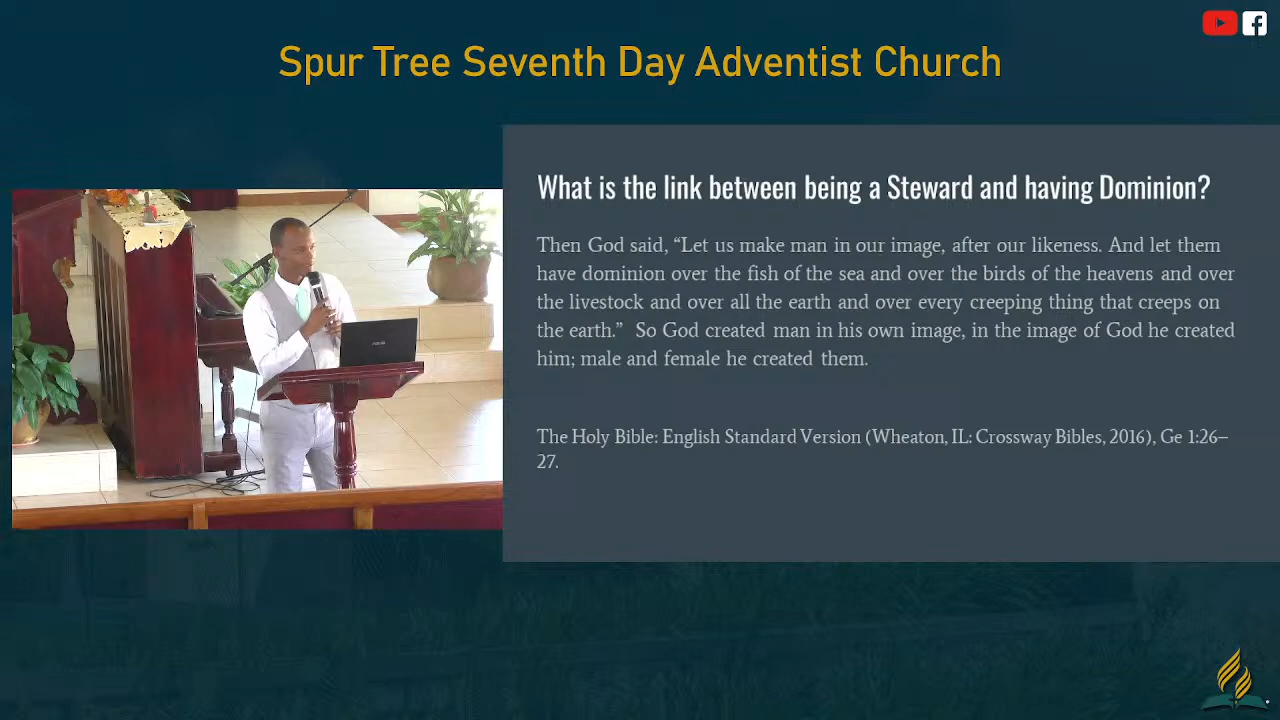 Spur Tree Seventh Day Adventist Church
What is the link between being a Steward and having Dominion?
Then God said, “Let us make man in our image, after our likeness. And let them
have dominion over the fish of the sea and over the birds of the heavens and over
the livestock and over all the earth and over every creeping thing that creeps on
the earth.”  So God created man in his own image, in the image of God he created
him; male and female he created them.
The Holy Bible: English Standard Version (Wheaton, IL: Crossway Bibles, 2016), Ge 1:26–
27.